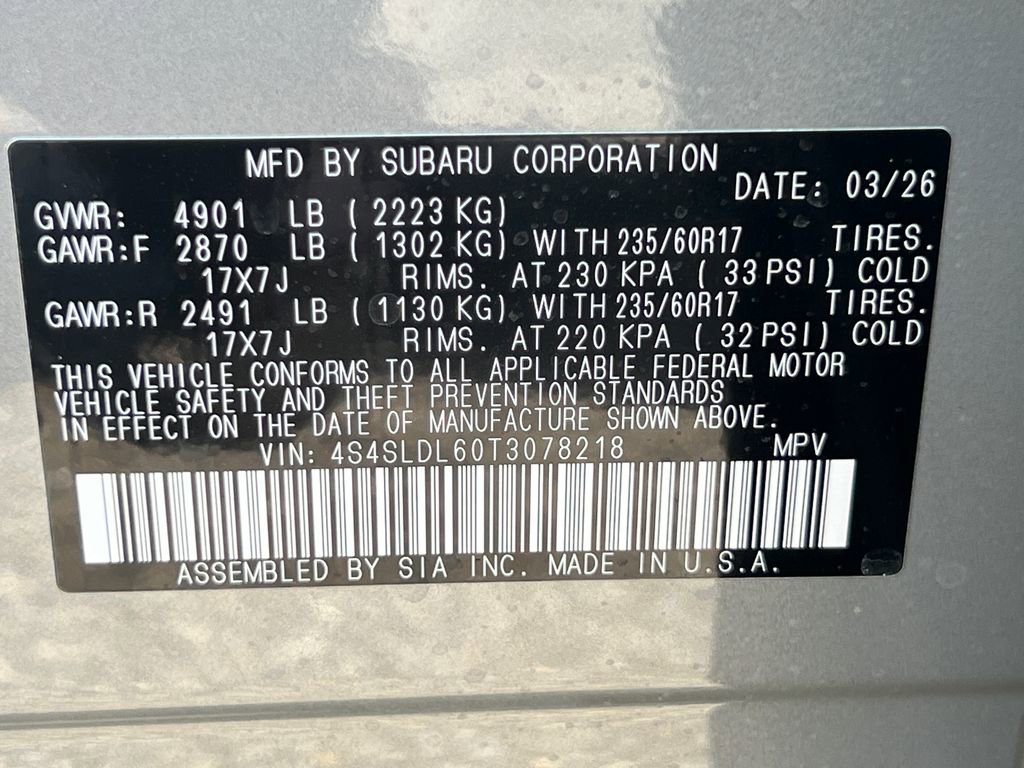 MFD BY SUBARU CORPORATION
DATE: 03/26
GVWR: 4901 LB ( 2223 KG)
GAWR:F 2870 LB ( 1302 KG) WITH 235/60R17 TIRES.
17X7J RIMS. AT 230 KPA ( 33 PSI) COLD
GAWR:R 2491 LB ( 1130 KG) WITH 235/60R17 TIRES.
17X7J RIMS. AT 220 KPA ( 32 PSI) COLD
THIS VEHICLE CONFORMS TO ALL APPLICABLE FEDERAL MOTOR
VEHICLE SAFETY AND THEFT PREVENTION STANDARDS
IN EFFECT ON THE DATE OF MANUFACTURE SHOWN ABOVE.
VIN: 4S4SLDL60T3078218 MPV
ASSEMBLED BY SIA INC. MADE IN U.S.A.